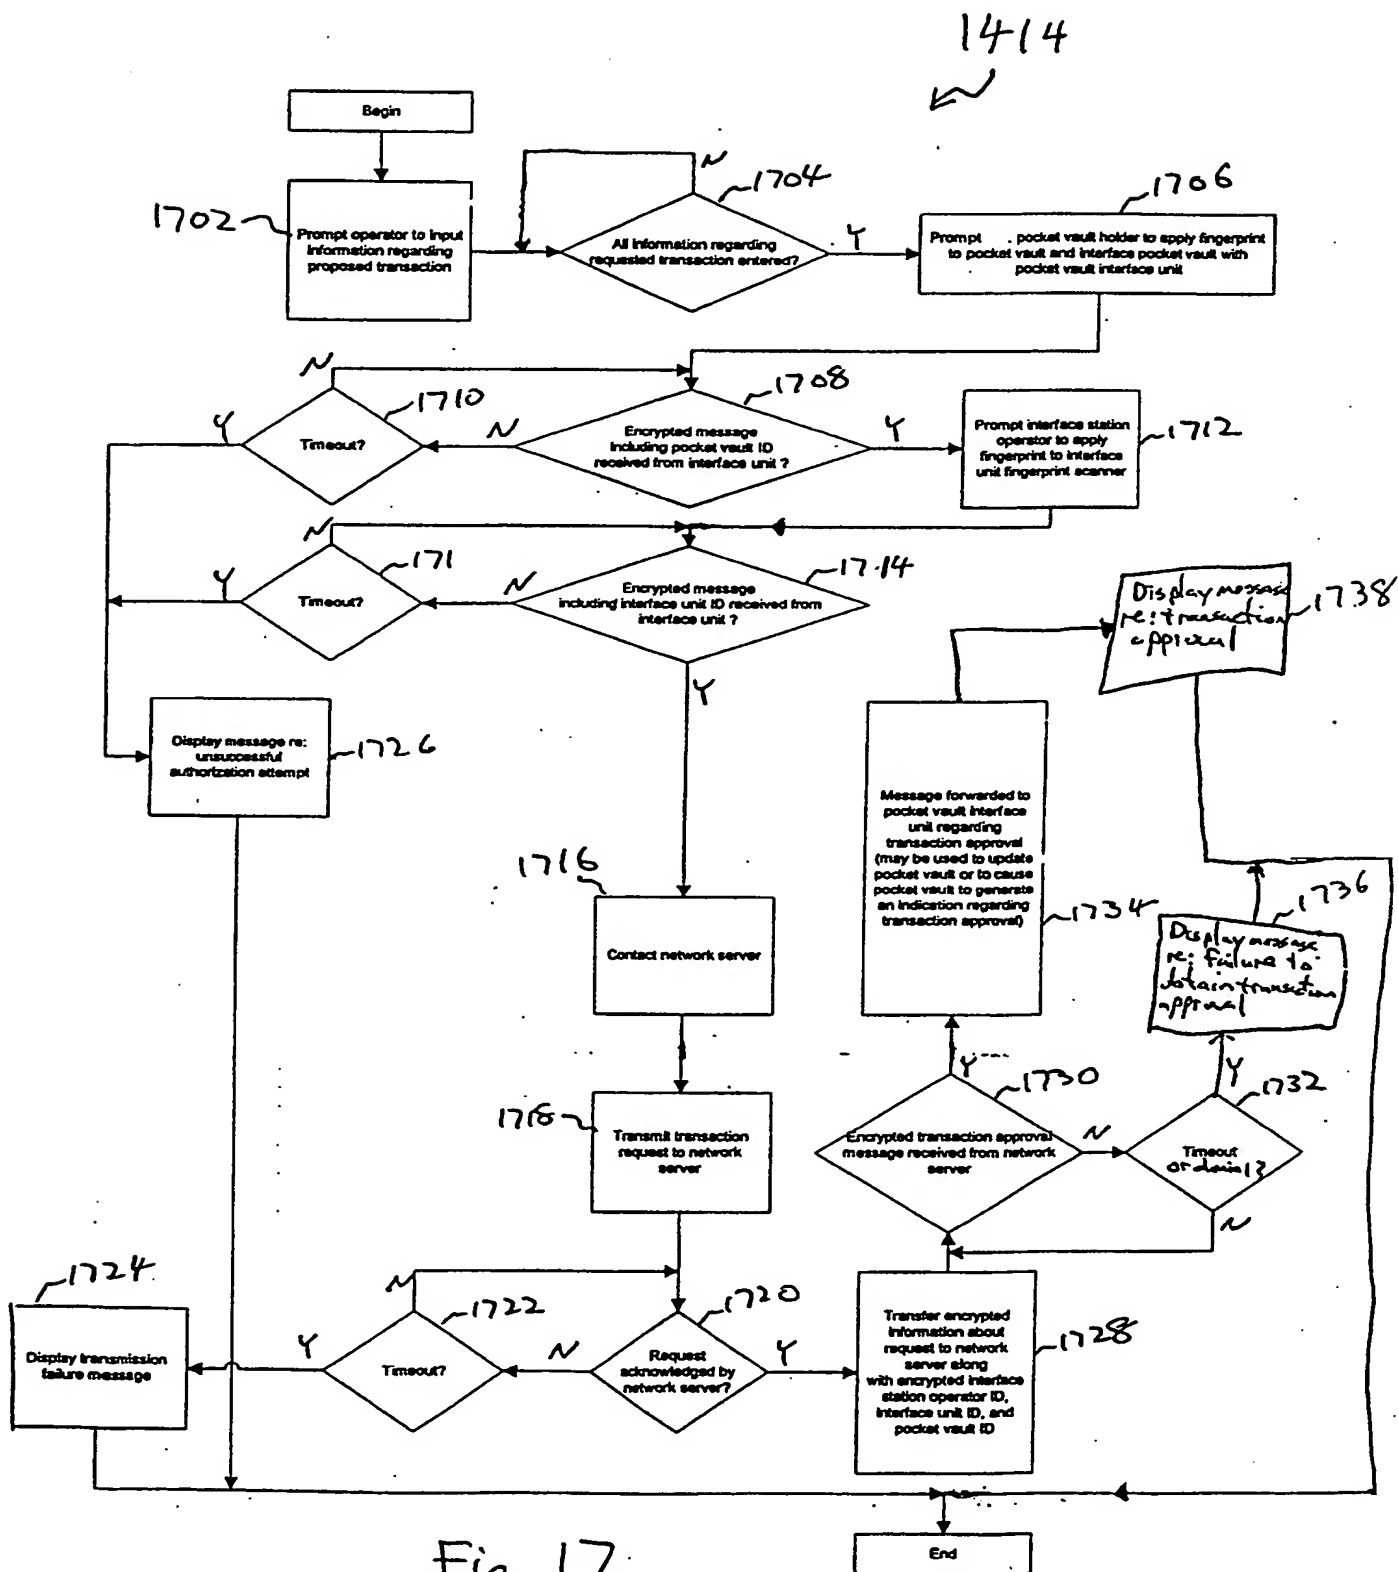 1414
Begin
1702
Prompt operator to input
information regarding
proposed transaction
N
1704
All information regarding
requested transaction entered?
Y
1706
Prompt . pocket vault holder to apply fingerprint
to pocket vault and interface pocket vault with
pocket vault interface unit
N
1710
Timeout?
Y
N
1708
Encrypted message
including pocket vault ID
received from interface unit ?
Y
1712
Prompt interface station
operator to apply
fingerprint to interface
unit fingerprint scanner
N
171
Timeout?
Y
N
17.14
Encrypted message
including interface unit ID received from
interface unit ?
Y
1738
Display message
re: transaction
approval
1726
Display message re:
unsuccessful
authorization attempt
1734
Message forwarded to
pocket vault interface
unit regarding
transaction approval
(may be used to update
pocket vault or to cause
pocket vault to generate
an indication regarding
transaction approval)
1716
Contact network server
1736
Display message
re: failure to
obtain transaction
approval
Y
Y
1718
Transmit transaction
request to network
server
1730
Encrypted transaction approval
message received from network
server
N
1732
Timeout
or denial?
N
1724
Display transmission
failure message
Y
N
1722
Timeout?
N
1720
Request
acknowledged by
network server?
Y
1728
Transfer encrypted
information about
request to network
server along
with encrypted interface
station operator ID,
interface unit ID, and
pocket vault ID
End
Fig. 17